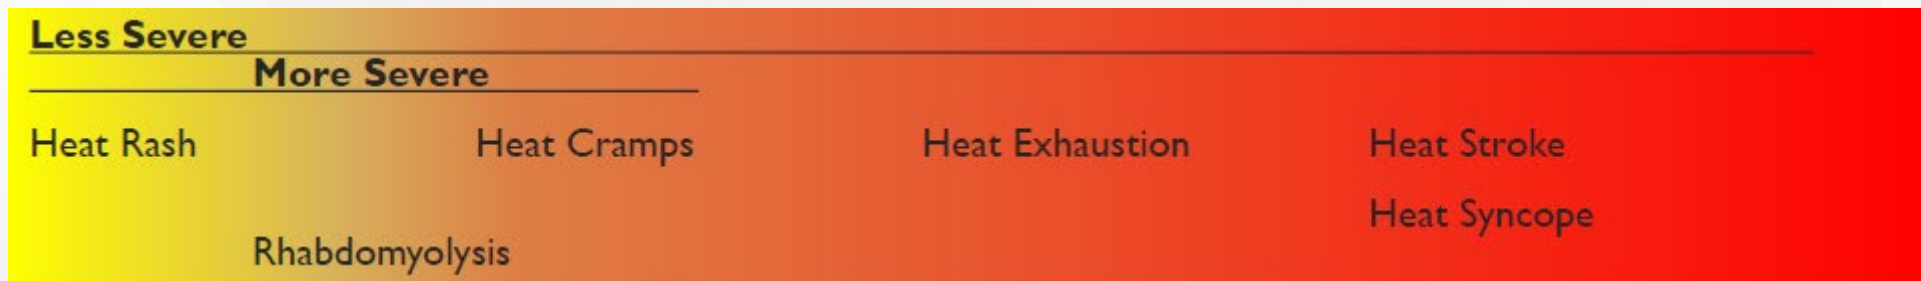 Less Severe
More Severe
Heat Rash Heat Cramps Heat Exhaustion Heat Stroke
Heat Syncope
Rhabdomyolysis